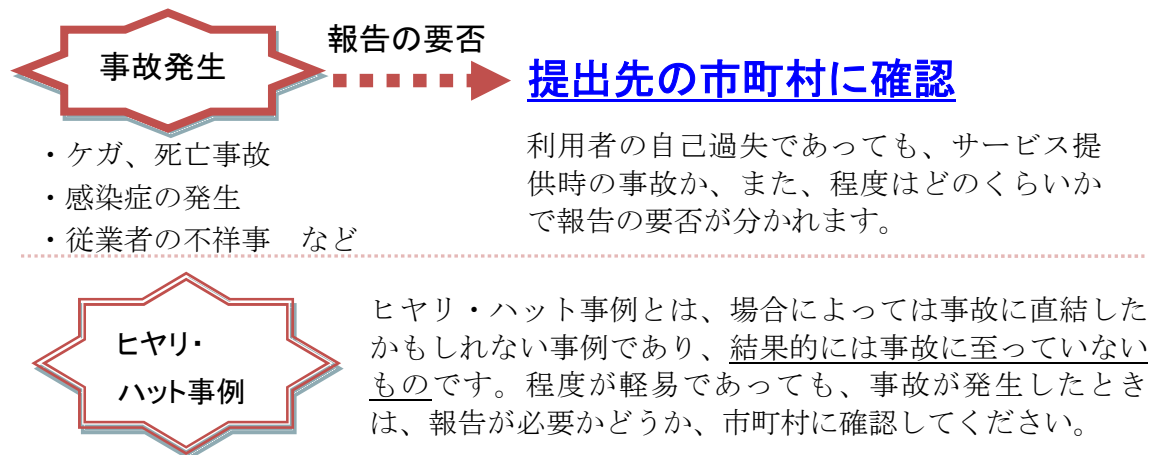 事故発生
報告の要否
提出先の市町村に確認
・ケガ、死亡事故
・感染症の発生
・従業者の不祥事　など
利用者の自己過失であっても、サービス提
供時の事故か、また、程度はどのくらいか
で報告の要否が分かれます。
ヒヤリ・
ハット事例
ヒヤリ・ハット事例とは、場合によっては事故に直結した
かもしれない事例であり、結果的には事故に至っていない
ものです。程度が軽易であっても、事故が発生したとき
は、報告が必要かどうか、市町村に確認してください。